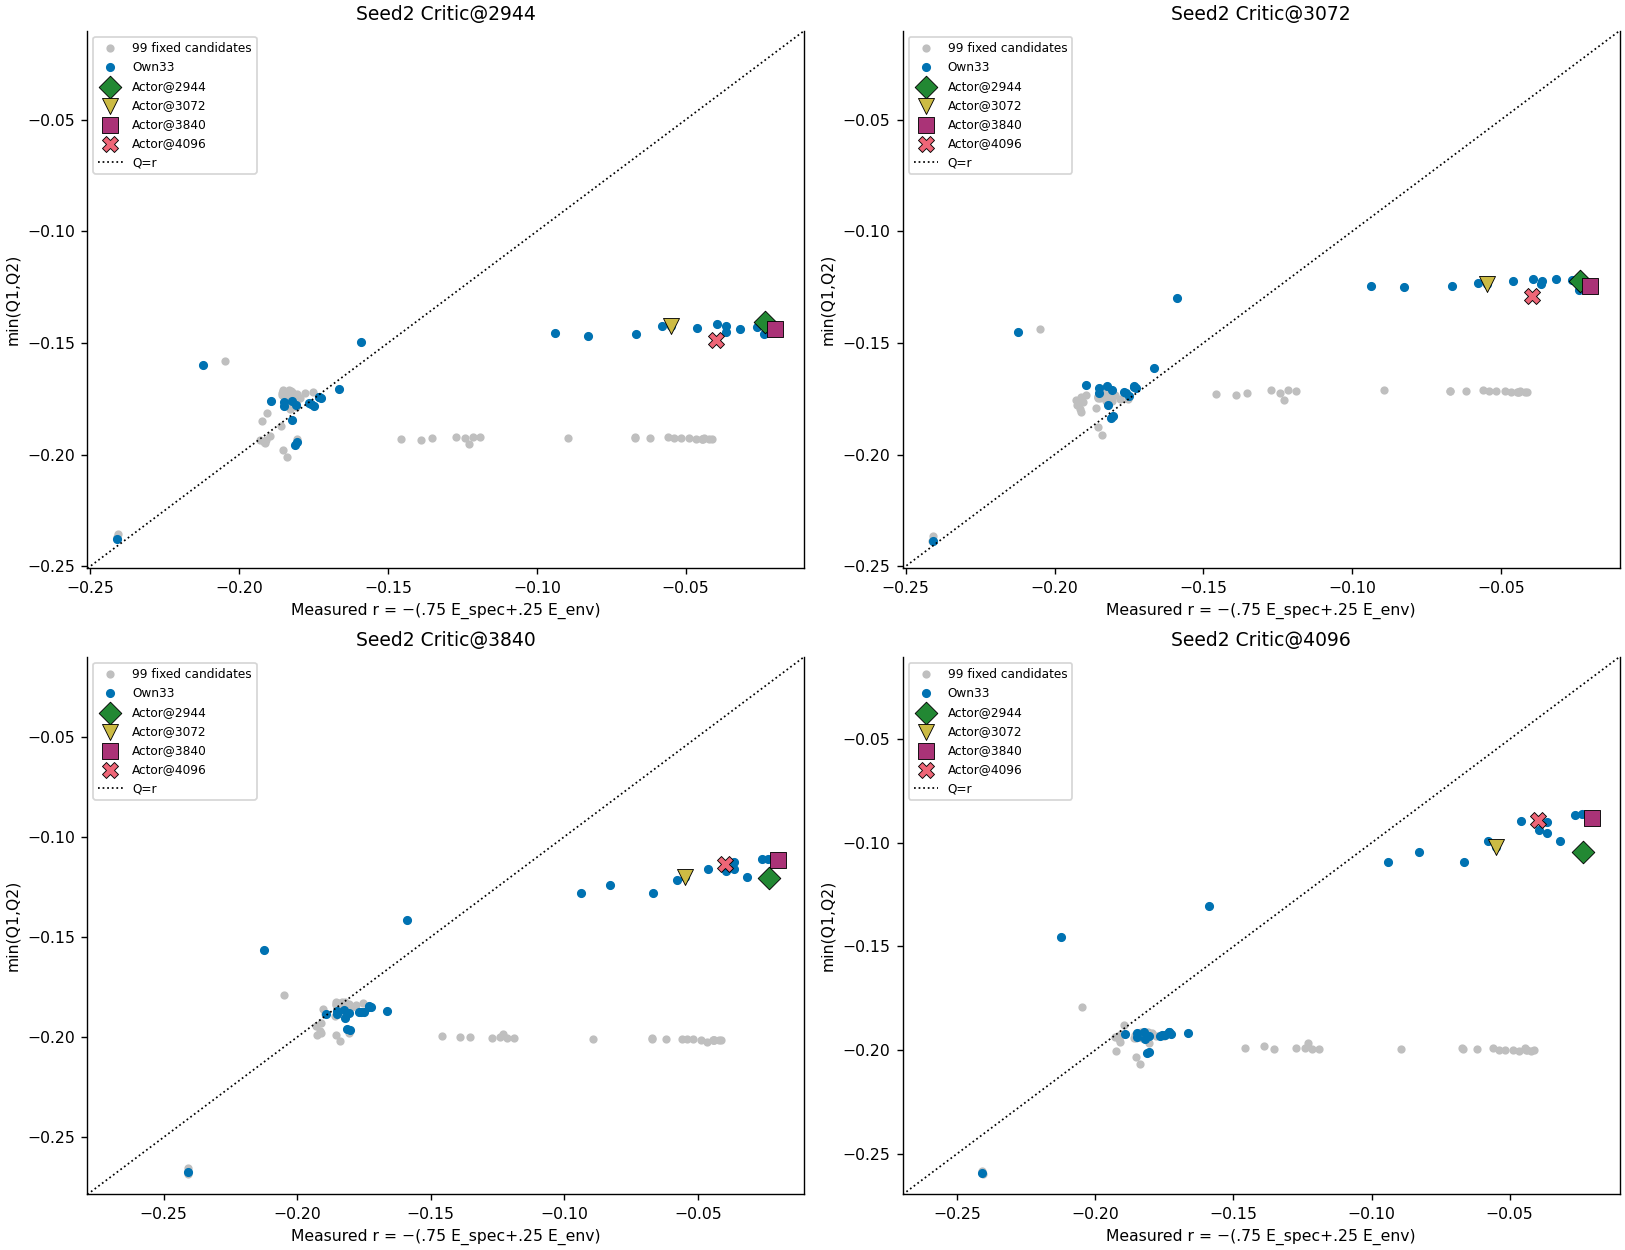 Seed2 Critic@2944
99 fixed candidates
Own33
Actor@2944
Actor@3072
Actor@3840
Actor@4096
Q=r
min(Q1,Q2)
−0.05
−0.10
−0.15
−0.20
−0.25
−0.25 −0.20 −0.15 −0.10 −0.05
Measured r = −(.75 E_spec+.25 E_env)
Seed2 Critic@3072
99 fixed candidates
Own33
Actor@2944
Actor@3072
Actor@3840
Actor@4096
Q=r
min(Q1,Q2)
−0.05
−0.10
−0.15
−0.20
−0.25
−0.25 −0.20 −0.15 −0.10 −0.05
Measured r = −(.75 E_spec+.25 E_env)
Seed2 Critic@3840
99 fixed candidates
Own33
Actor@2944
Actor@3072
Actor@3840
Actor@4096
Q=r
min(Q1,Q2)
−0.05
−0.10
−0.15
−0.20
−0.25
−0.25 −0.20 −0.15 −0.10 −0.05
Measured r = −(.75 E_spec+.25 E_env)
Seed2 Critic@4096
99 fixed candidates
Own33
Actor@2944
Actor@3072
Actor@3840
Actor@4096
Q=r
min(Q1,Q2)
−0.05
−0.10
−0.15
−0.20
−0.25
−0.25 −0.20 −0.15 −0.10 −0.05
Measured r = −(.75 E_spec+.25 E_env)